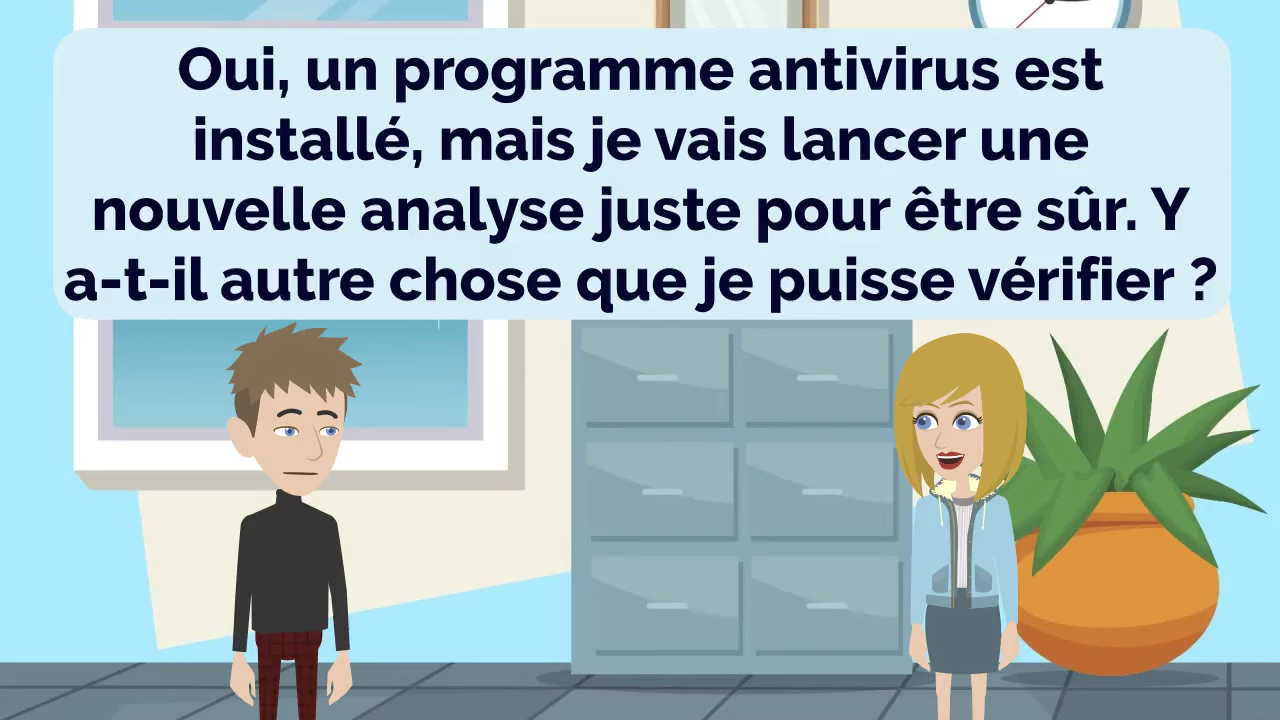 Oui, un programme antivirus est
installé, mais je vais lancer une
nouvelle analyse juste pour être sûr. Y
a-t-il autre chose que je puisse vérifier ?